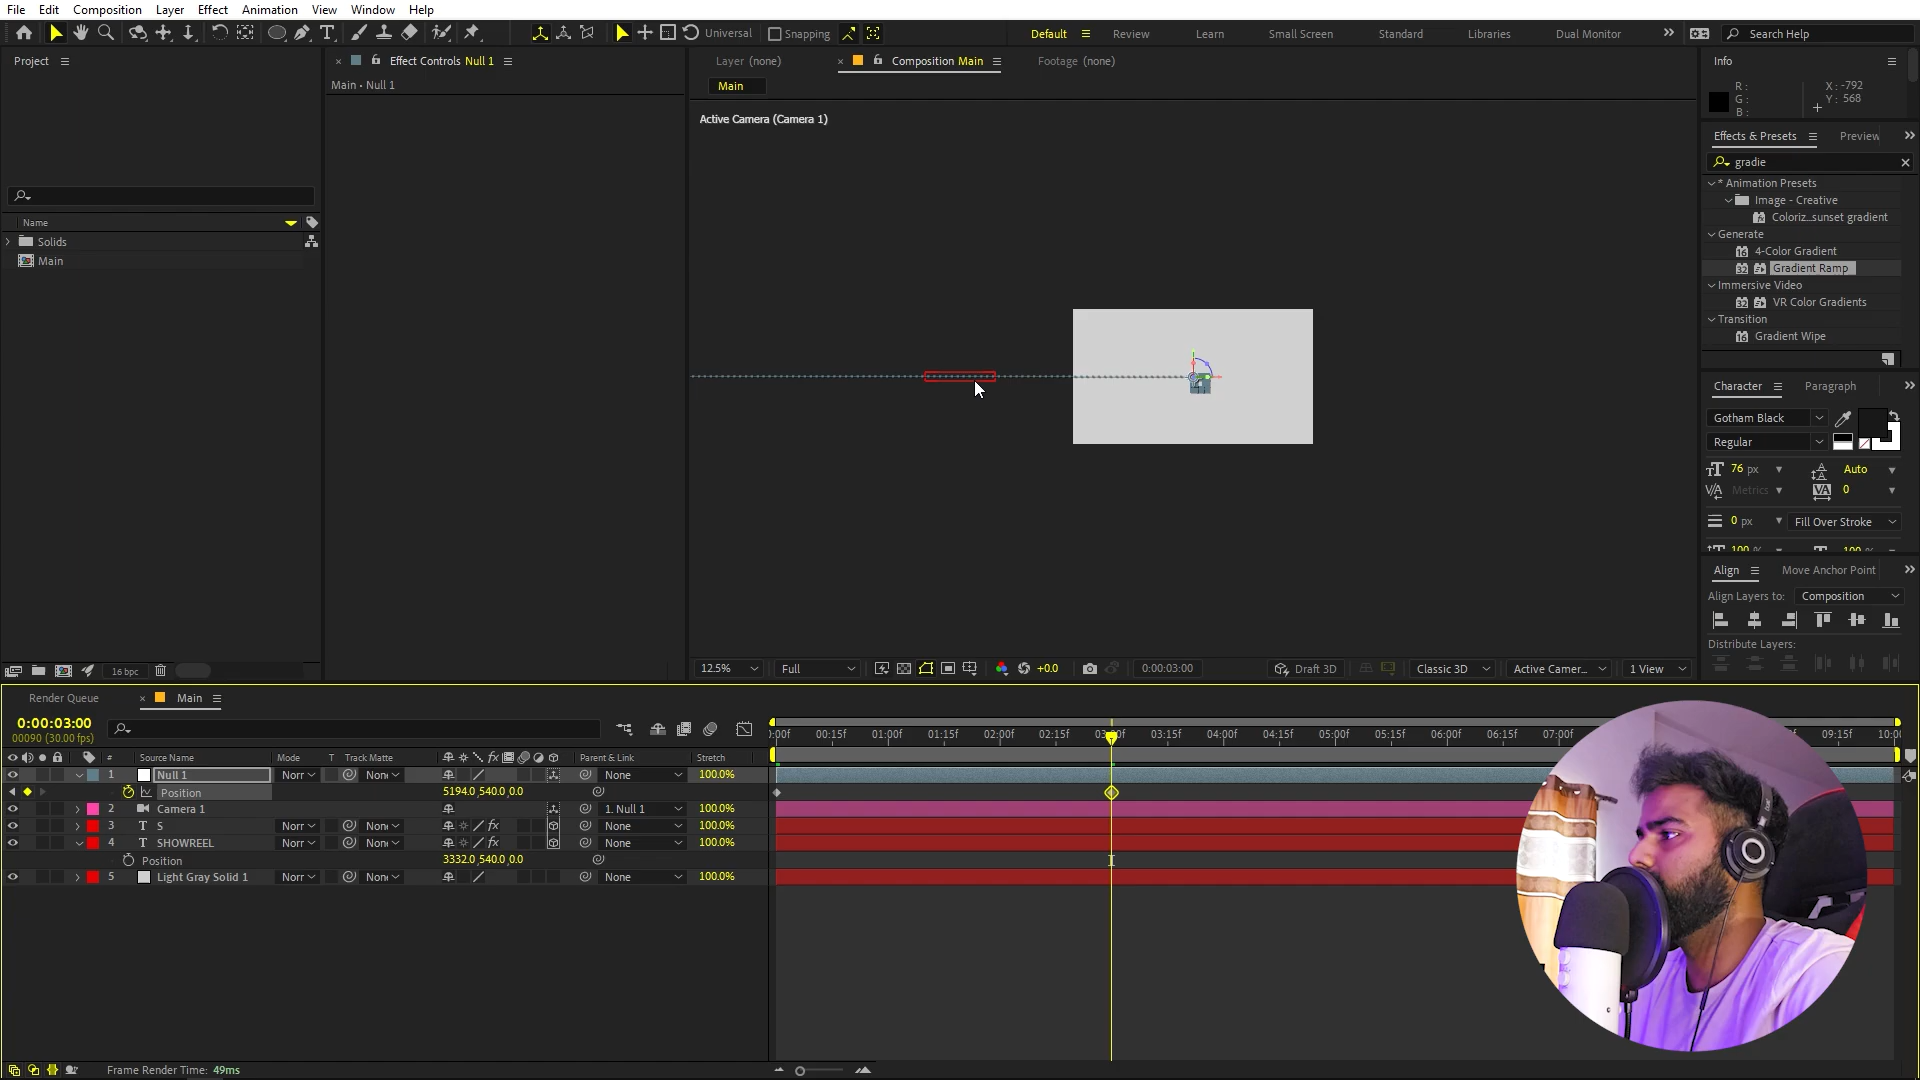 File Edit Composition Layer Effect Animation View Window Help
Universal Snapping Default Review Learn Small Screen Standard Libraries Dual Monitor Search Help
Project
Effect Controls Null 1
Main • Null 1
Name
Solids
Main
16 bpc
Layer (none) Composition Main Footage (none)
Main
Active Camera (Camera 1)
12.5% Full +0.0 0:00:03:00 Draft 3D Classic 3D Active Camer... 1 View
Info
R: X: -792
G: Y: 568
B:
Effects & Presets Preview
gradie
* Animation Presets
Image - Creative
Coloriz...sunset gradient
Generate
4-Color Gradient
Gradient Ramp
Immersive Video
VR Color Gradients
Transition
Gradient Wipe
Character Paragraph
Gotham Black
Regular
76 px Auto
Metrics 0
0 px Fill Over Stroke
100 % 100 %
Align Move Anchor Point
Align Layers to: Composition
Distribute Layers:
Render Queue Main
0:00:03:00
00090 (30.00 fps)
# Source Name Mode T Track Matte Parent & Link Stretch
00:15f 01:00f 01:15f 02:00f 02:15f 03:15f 04:00f 04:15f 05:00f 05:15f 06:00f 06:15f 07:00f 09:15f
1 Null 1 Norr None None 100.0%
Position 5194.0,540.0,0.0
2 Camera 1 1. Null 1 100.0%
3 T S Norr None None 100.0%
4 T SHOWREEL Norr None None 100.0%
Position 3332.0,540.0,0.0
5 Light Gray Solid 1 Norr None None 100.0%
Frame Render Time: 49ms